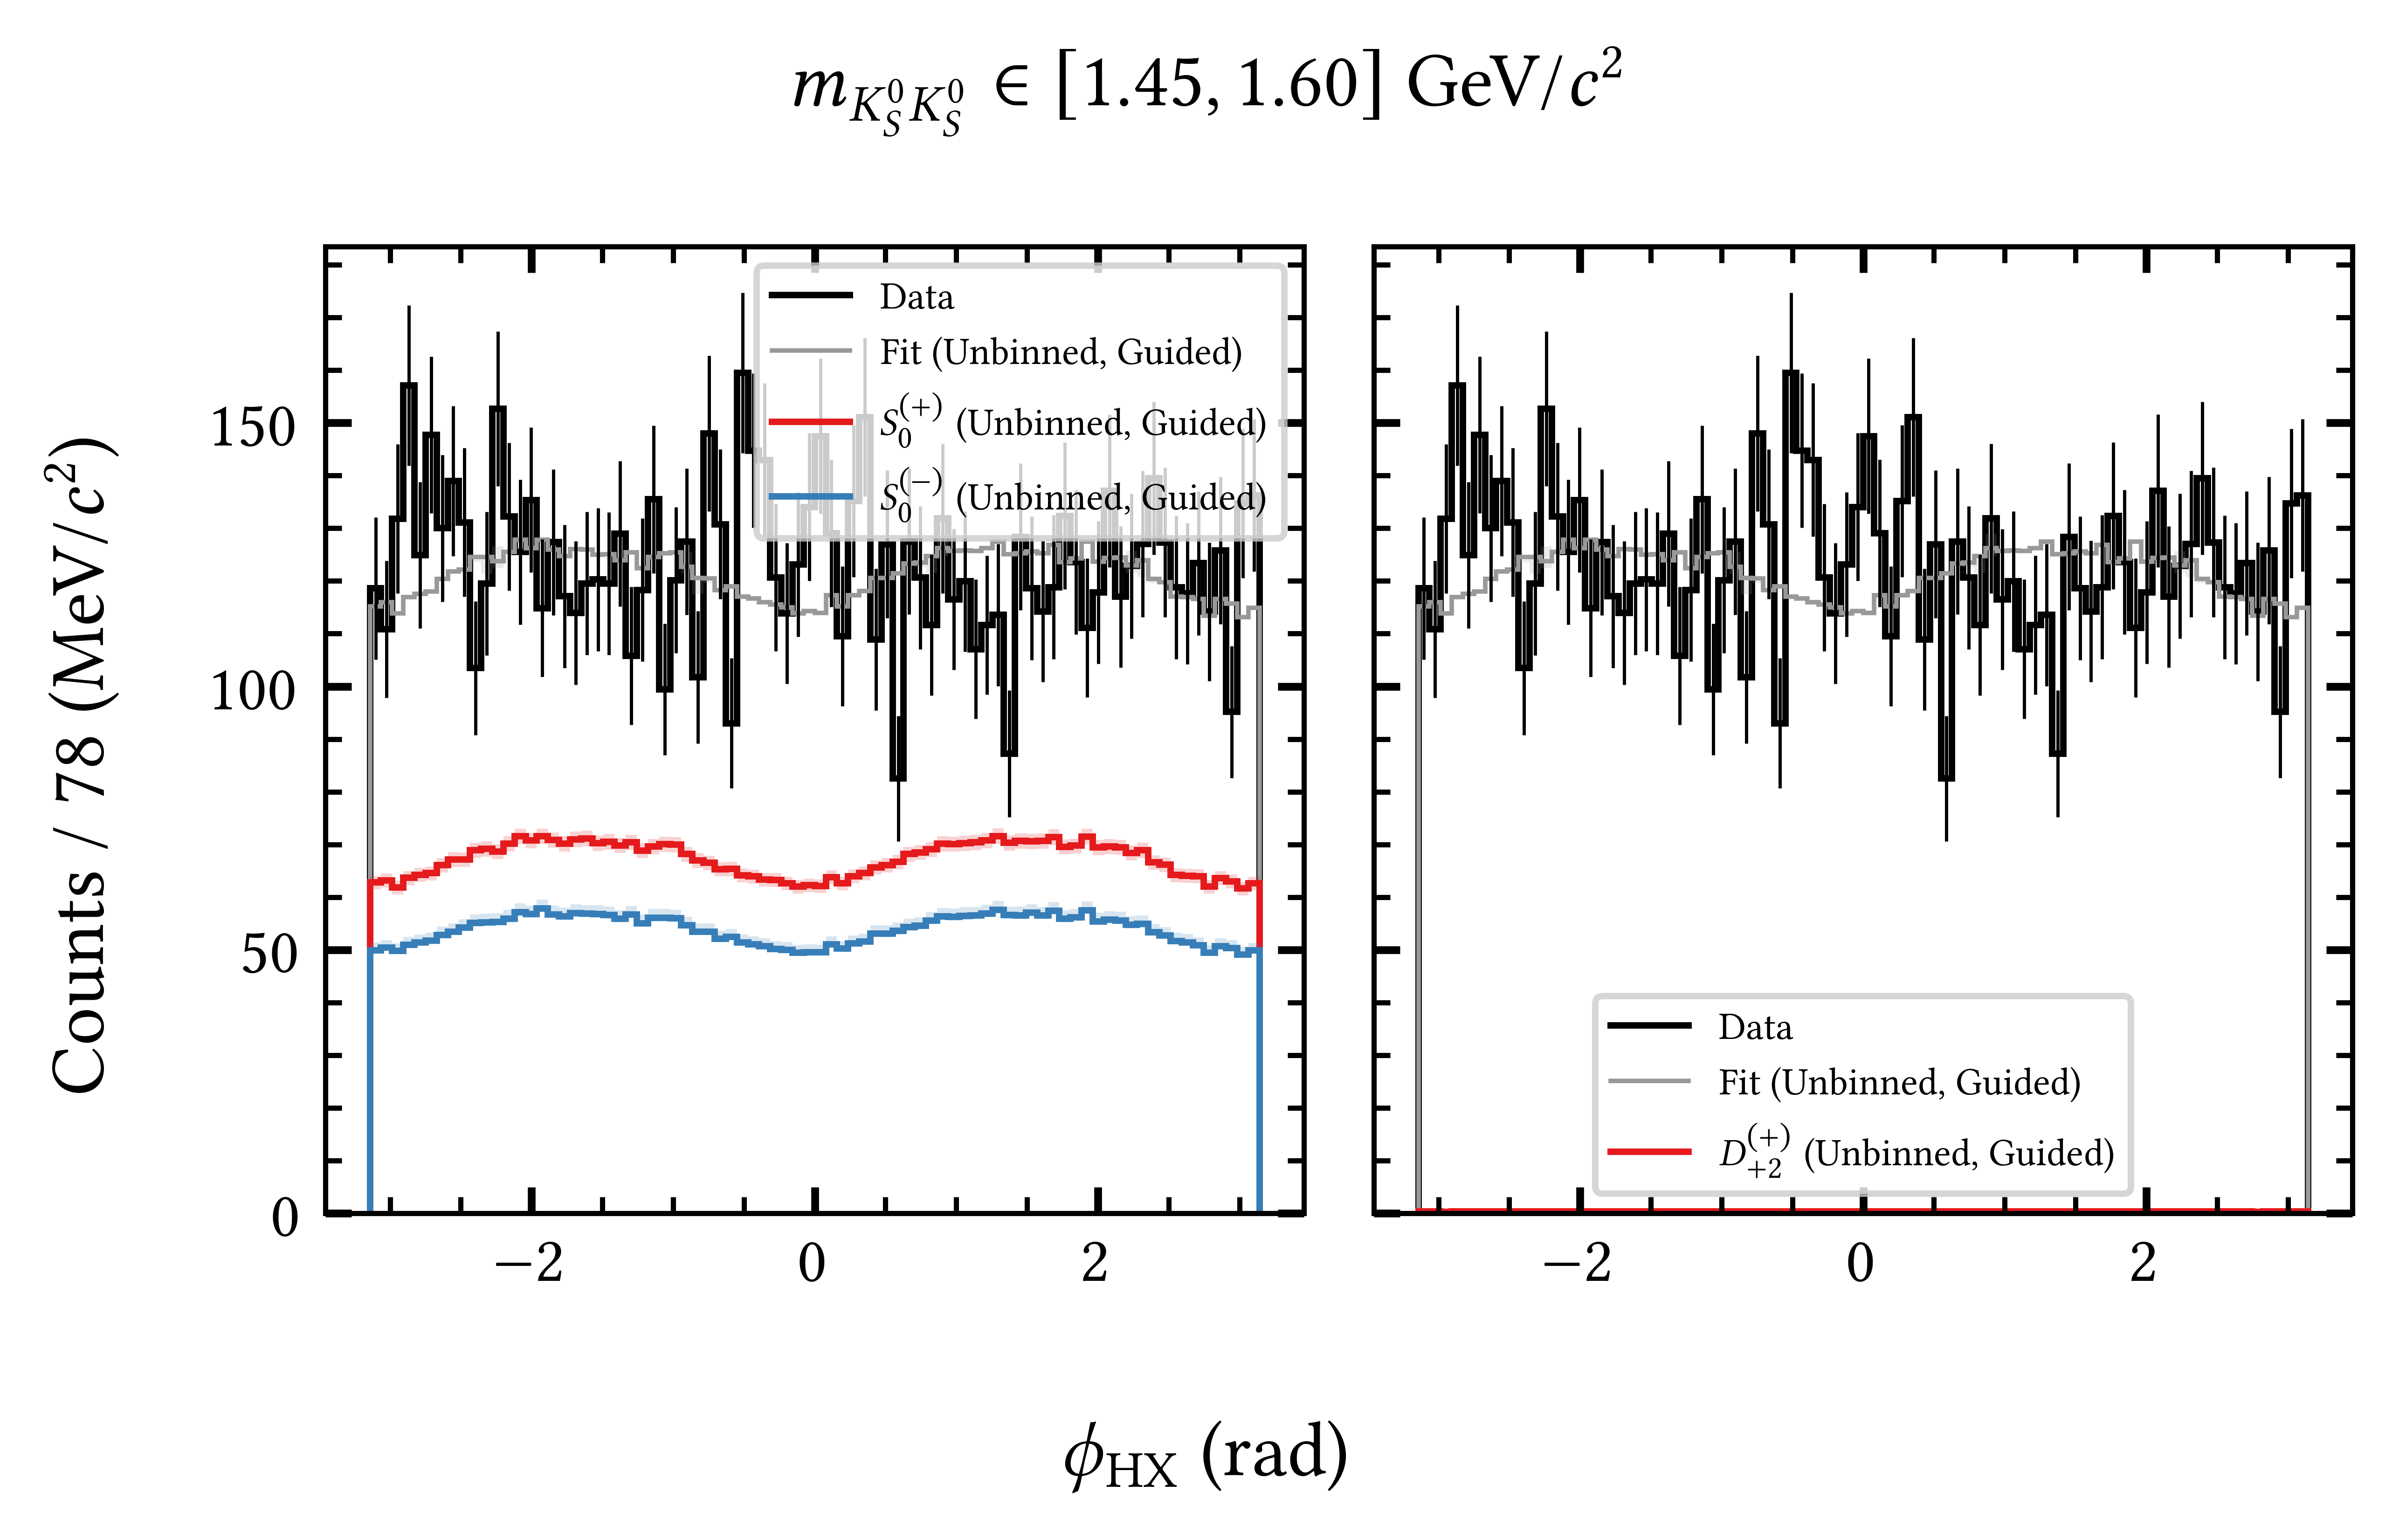 m_{K_S^0 K_S^0} ∈ [1.45, 1.60] GeV/c²
Counts / 78 (MeV/c²)
150
100
50
0
Data
Fit (Unbinned, Guided)
S_0^{(+)} (Unbinned, Guided)
S_0^{(−)} (Unbinned, Guided)
−2
0
2
Data
Fit (Unbinned, Guided)
D_{+2}^{(+)} (Unbinned, Guided)
−2
0
2
ϕ_{HX} (rad)